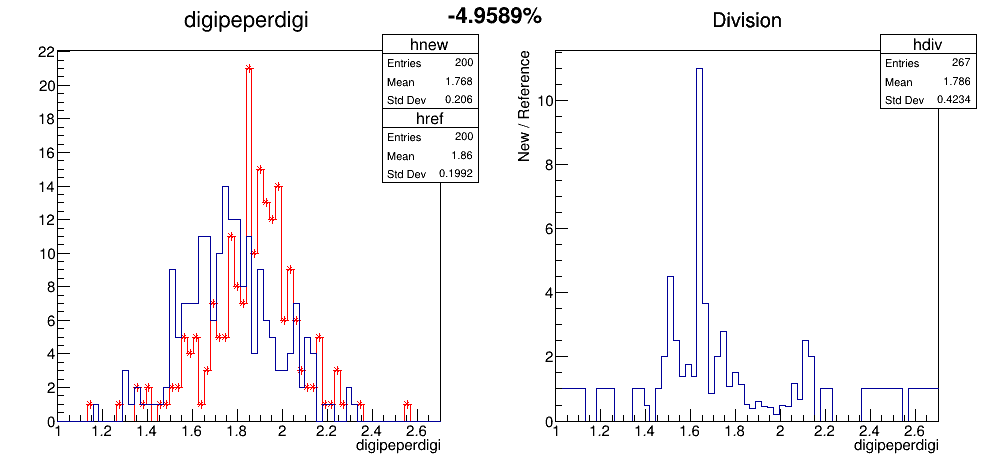 -4.9589%
digipeperdigi
hnew
Entries 200
Mean 1.768
Std Dev 0.206
href
Entries 200
Mean 1.86
Std Dev 0.1992
22
20
18
16
14
12
10
8
6
4
2
0
1 1.2 1.4 1.6 1.8 2 2.2 2.4 2.6
digipeperdigi
Division
hdiv
Entries 267
Mean 1.786
Std Dev 0.4234
New / Reference
10
8
6
4
2
0
1 1.2 1.4 1.6 1.8 2 2.2 2.4 2.6
digipeperdigi